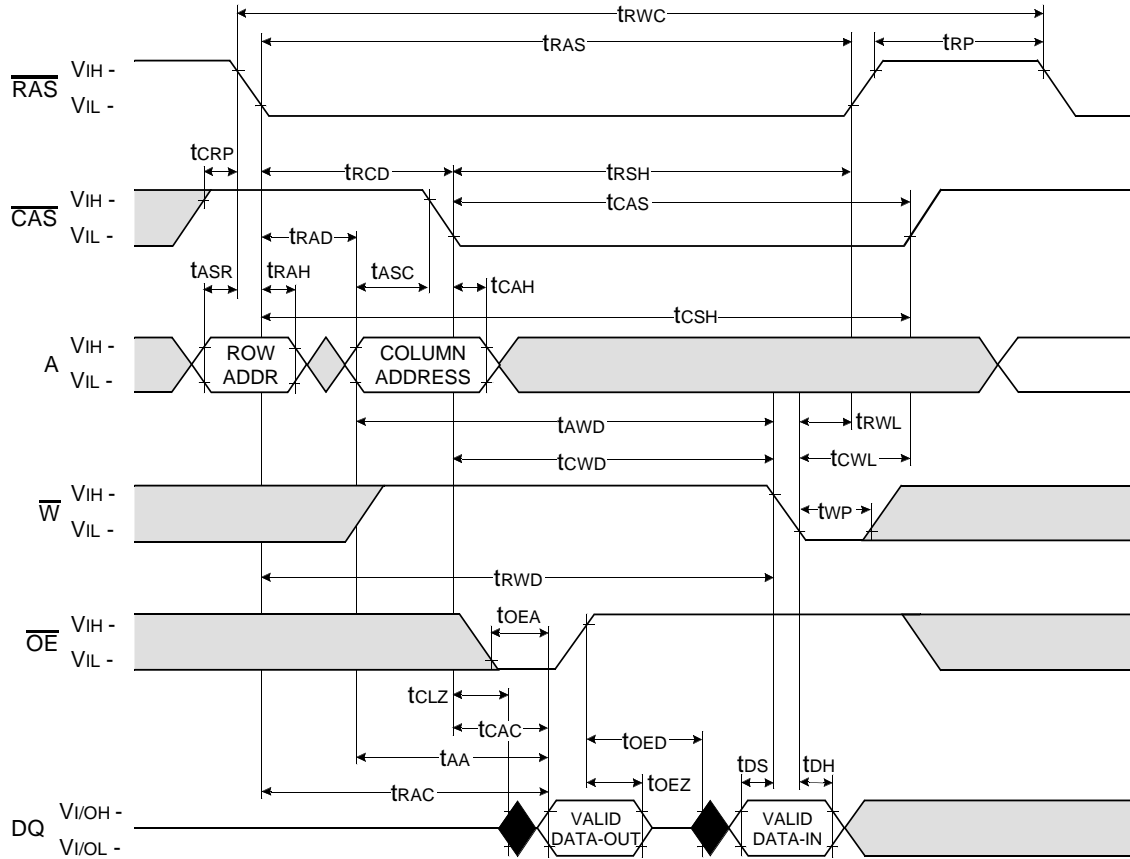 tRWC
tRAS
tRP
RAS
VIH -
VIL -
tCRP
tRCD
tRSH
CAS
VIH -
VIL -
tCAS
tRAD
tASR
tRAH
tASC
tCAH
tCSH
A
VIH -
VIL -
ROW
ADDR
COLUMN
ADDRESS
tAWD
tRWL
tCWD
tCWL
W
VIH -
VIL -
tWP
tRWD
OE
VIH -
VIL -
tOEA
tCLZ
tCAC
tOED
tAA
tOEZ
tDS
tDH
tRAC
DQ
VI/OH -
VI/OL -
VALID
DATA-OUT
VALID
DATA-IN